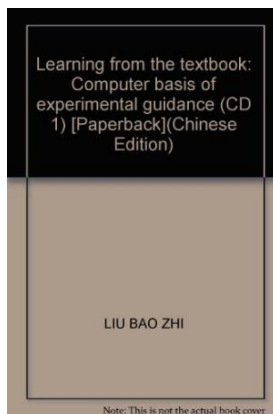 Learning from the textbook:
Computer basis of
experimental guidance (CD
1) [Paperback](Chinese
Edition)
LIU BAO ZHI
Note: This is not the actual book cover